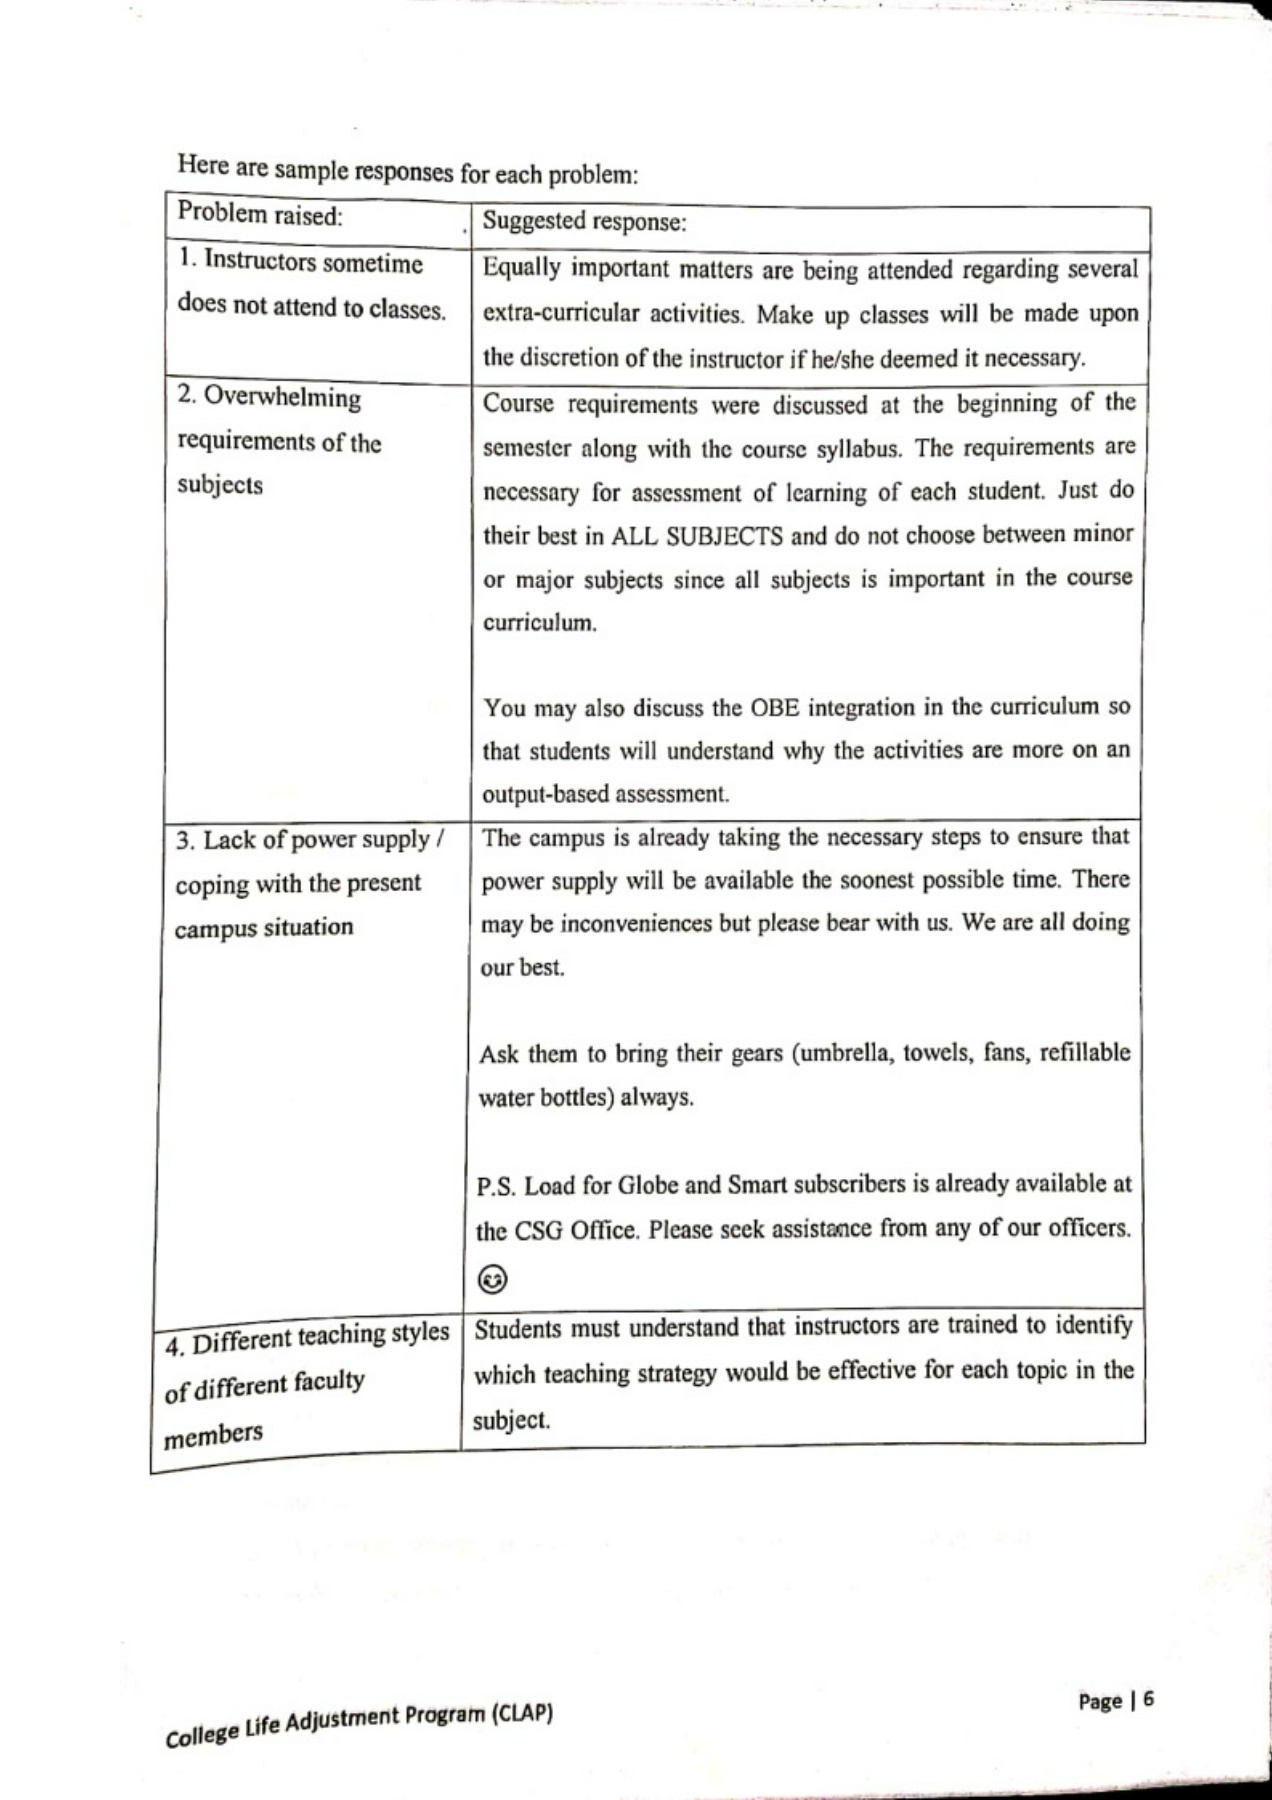 Here are sample responses for each problem:
Problem raised:
Suggested response:
1. Instructors sometime
does not attend to classes.
Equally important matters are being attended regarding several
extra-curricular activities. Make up classes will be made upon
the discretion of the instructor if he/she deemed it necessary.
2. Overwhelming
requirements of the
subjects
Course requirements were discussed at the beginning of the
semester along with the course syllabus. The requirements are
necessary for assessment of learning of each student. Just do
their best in ALL SUBJECTS and do not choose between minor
or major subjects since all subjects is important in the course
curriculum.
You may also discuss the OBE integration in the curriculum so
that students will understand why the activities are more on an
output-based assessment.
3. Lack of power supply /
coping with the present
campus situation
The campus is already taking the necessary steps to ensure that
power supply will be available the soonest possible time. There
may be inconveniences but please bear with us. We are all doing
our best.
Ask them to bring their gears (umbrella, towels, fans, refillable
water bottles) always.
P.S. Load for Globe and Smart subscribers is already available at
the CSG Office. Please seek assistance from any of our officers.
4. Different teaching styles
of different faculty
members
Students must understand that instructors are trained to identify
which teaching strategy would be effective for each topic in the
subject.
College Life Adjustment Program (CLAP)
Page | 6